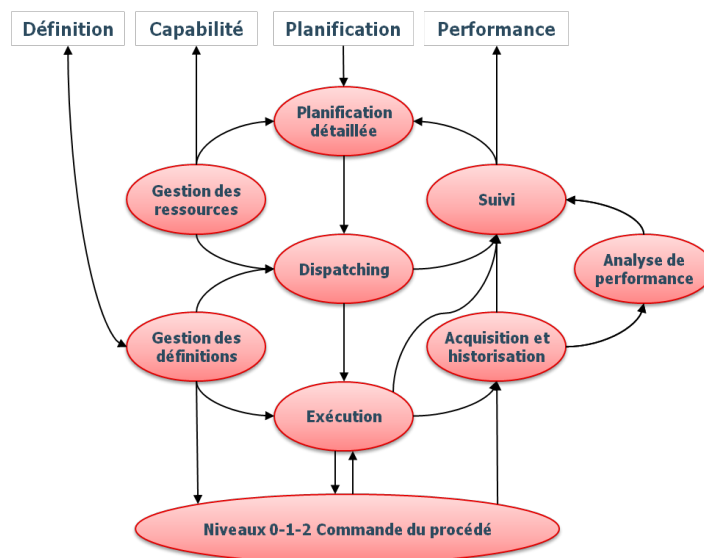 Définition
Capabilité
Planification
Performance
Planification
détaillée
Gestion des
ressources
Suivi
Dispatching
Analyse de
performance
Gestion des
définitions
Acquisition et
historisation
Exécution
Niveaux 0-1-2 Commande du procédé